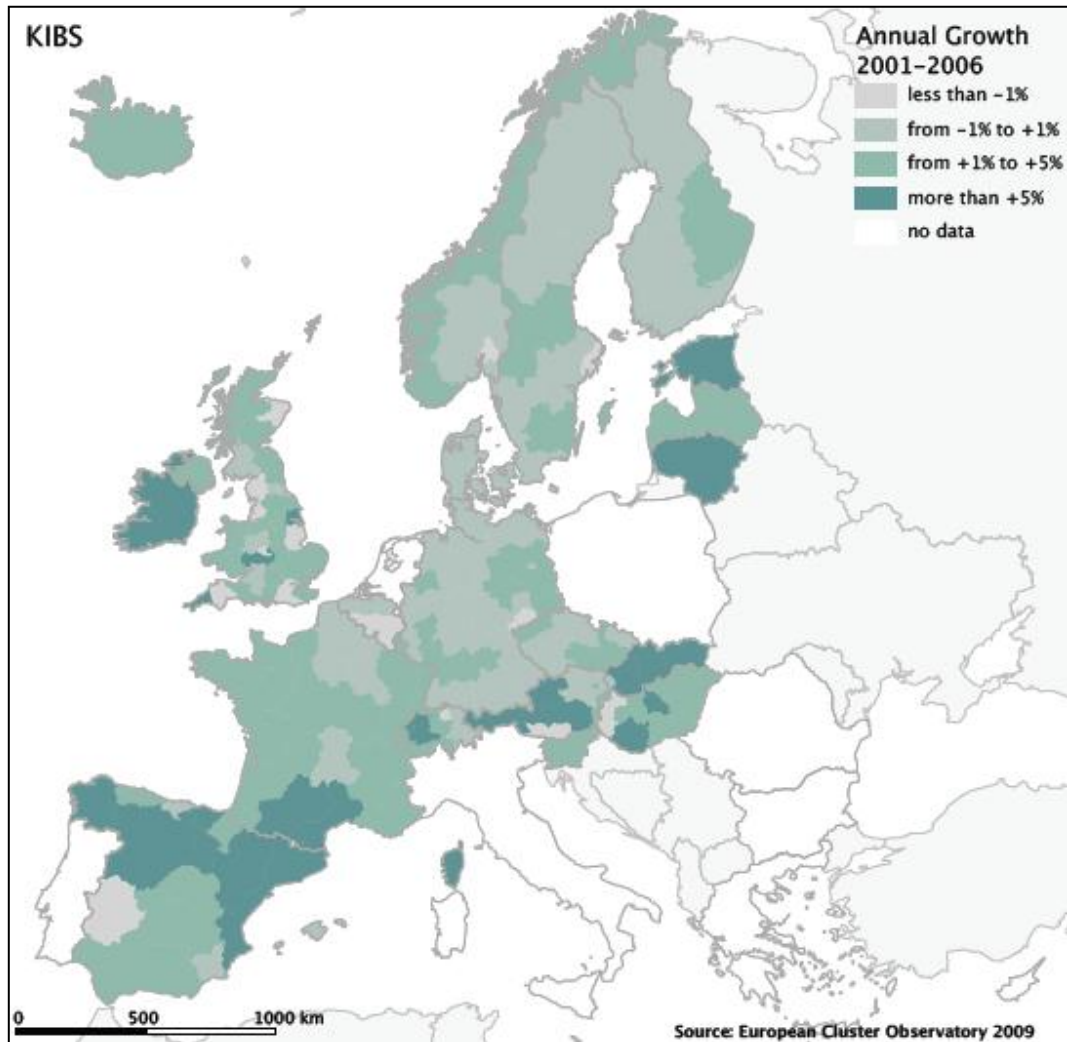 KIBS
Annual Growth
2001–2006
less than -1%
from -1% to +1%
from +1% to +5%
more than +5%
no data
0 500 1000 km
Source: European Cluster Observatory 2009